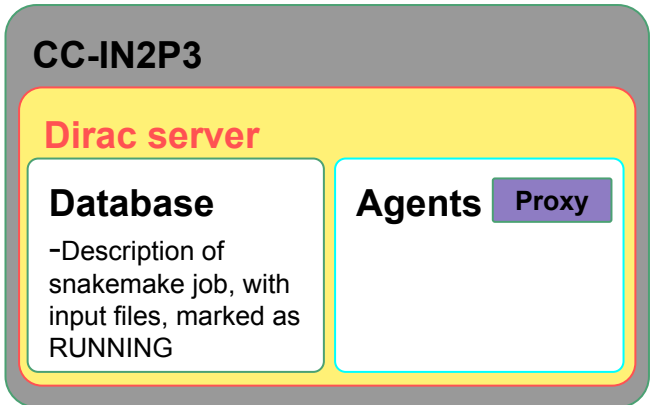 CC-IN2P3
Dirac server
Database
-Description of
snakemake job, with
input files, marked as
RUNNING
Agents
Proxy